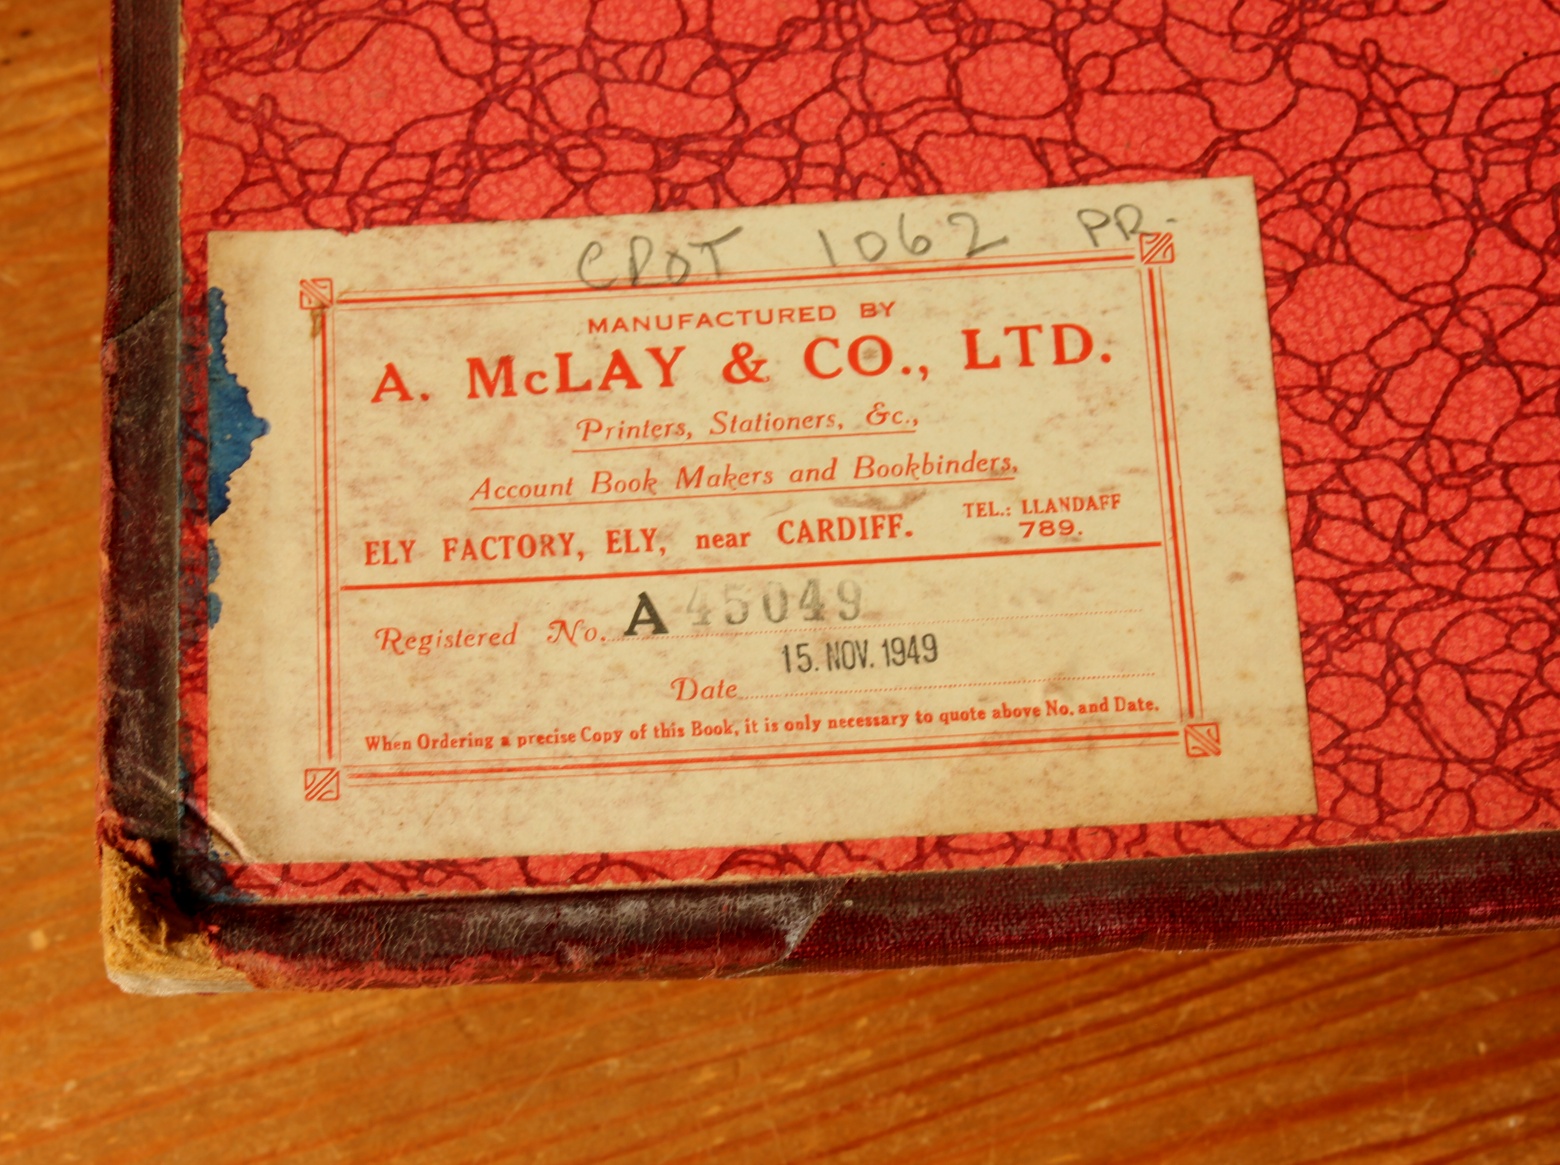 CPOT 1062 PR.
MANUFACTURED BY
A. McLAY & CO., LTD.
Printers, Stationers, &c.,
Account Book Makers and Bookbinders,
ELY FACTORY, ELY, near CARDIFF.
TEL.: LLANDAFF
789.
Registered No. A 45049
15. NOV. 1949
Date
When Ordering a precise Copy of this Book, it is only necessary to quote above No. and Date.